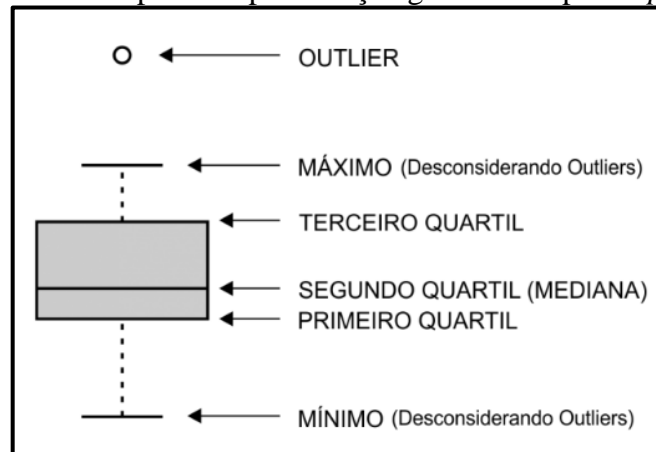 OUTLIER
MÁXIMO (Desconsiderando Outliers)
TERCEIRO QUARTIL
SEGUNDO QUARTIL (MEDIANA)
PRIMEIRO QUARTIL
MÍNIMO (Desconsiderando Outliers)